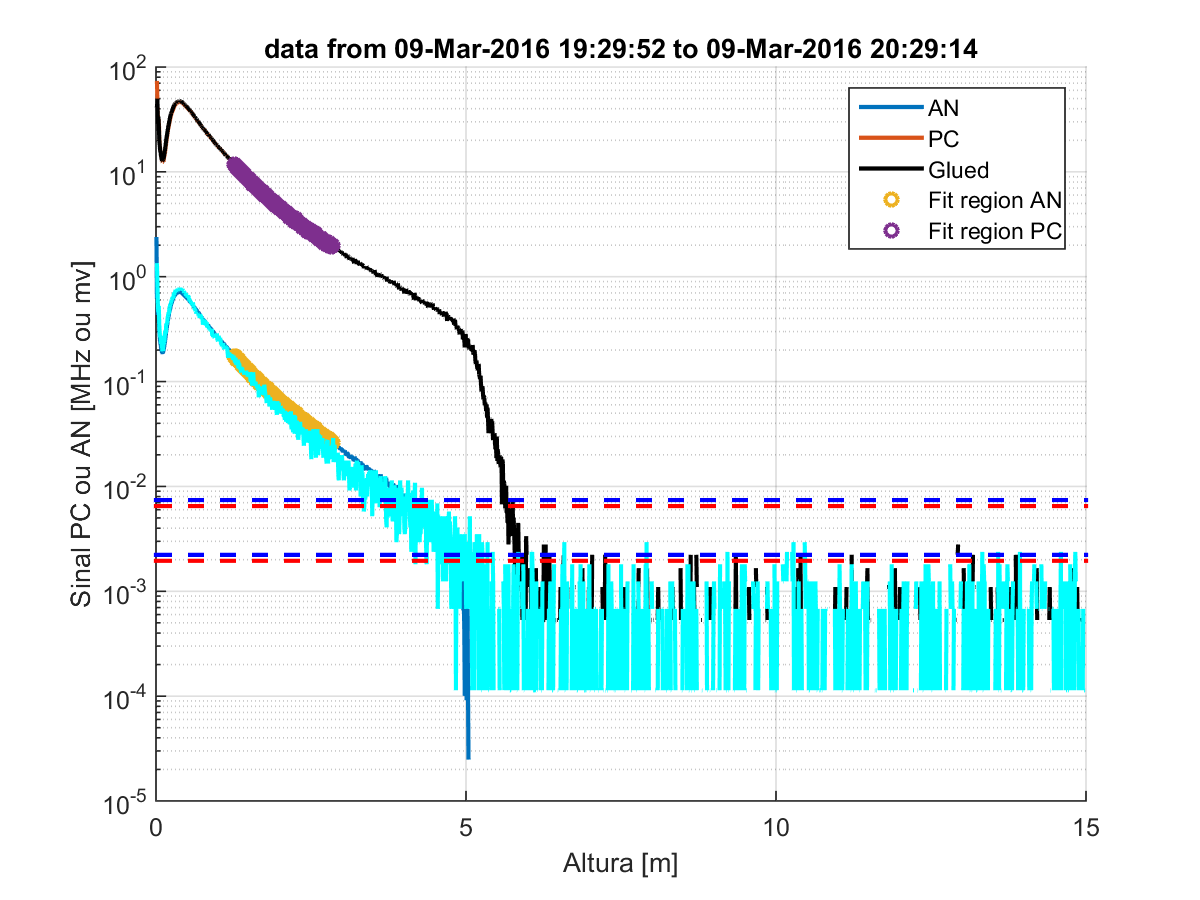 data from 09-Mar-2016 19:29:52 to 09-Mar-2016 20:29:14
AN
PC
Glued
Fit region AN
Fit region PC
Sinal PC ou AN [MHz ou mv]
10^2
10^1
10^0
10^-1
10^-2
10^-3
10^-4
10^-5
0 5 10 15
Altura [m]